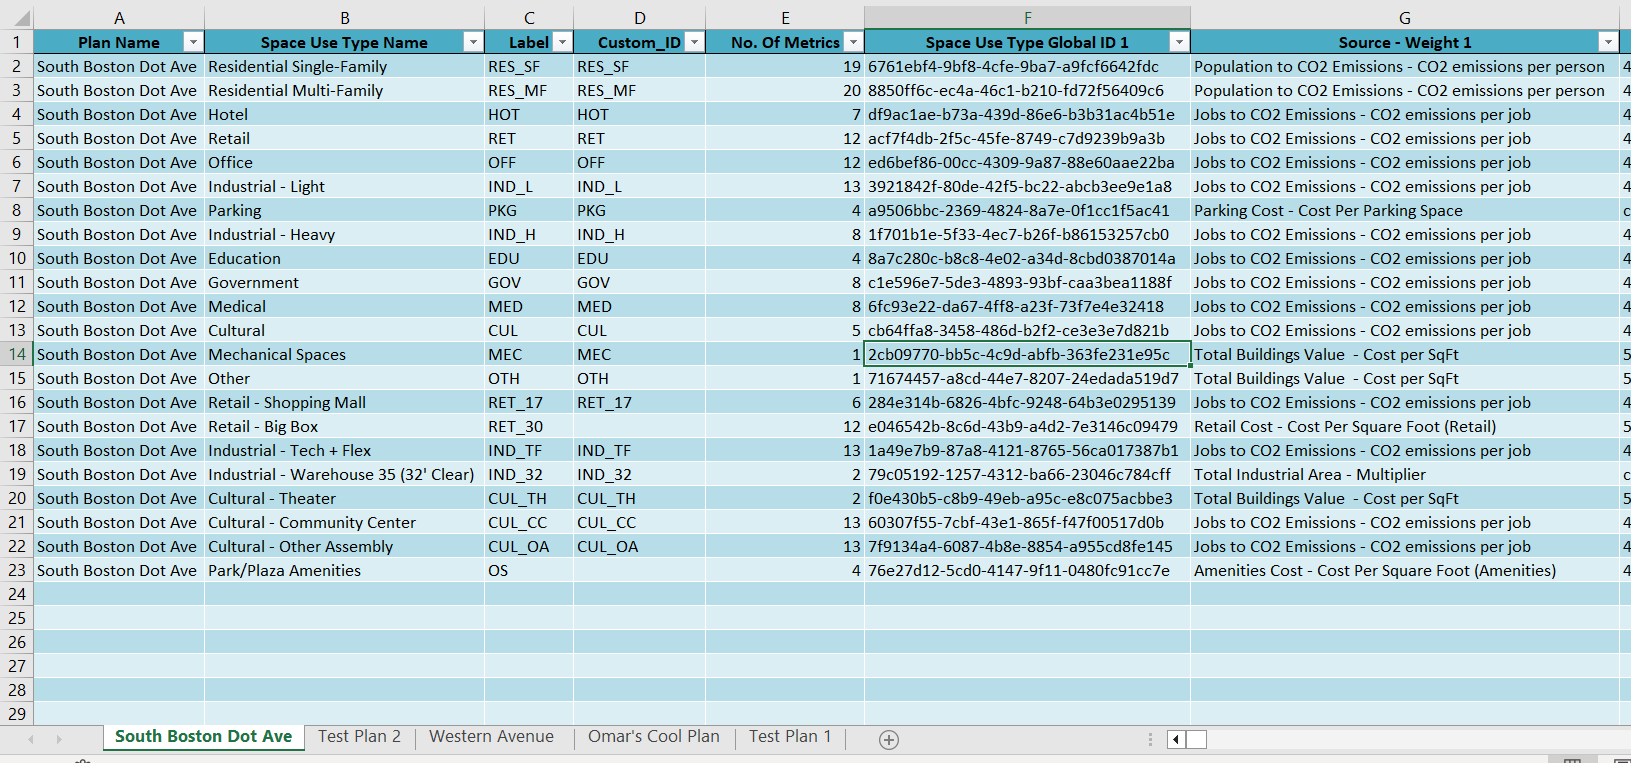 A B C D E F G
1 Plan Name Space Use Type Name Label Custom_ID No. Of Metrics Space Use Type Global ID 1 Source - Weight 1
2 South Boston Dot Ave Residential Single-Family RES_SF RES_SF 19 6761ebf4-9bf8-4cfe-9ba7-a9fcf6642fdc Population to CO2 Emissions - CO2 emissions per person 4
3 South Boston Dot Ave Residential Multi-Family RES_MF RES_MF 20 8850ff6c-ec4a-46c1-b210-fd72f56409c6 Population to CO2 Emissions - CO2 emissions per person 4
4 South Boston Dot Ave Hotel HOT HOT 7 df9ac1ae-b73a-439d-86e6-b3b31ac4b51e Jobs to CO2 Emissions - CO2 emissions per job 4
5 South Boston Dot Ave Retail RET RET 12 acf7f4db-2f5c-45fe-8749-c7d9239b9a3b Jobs to CO2 Emissions - CO2 emissions per job 4
6 South Boston Dot Ave Office OFF OFF 12 ed6bef86-00cc-4309-9a87-88e60aae22ba Jobs to CO2 Emissions - CO2 emissions per job 4
7 South Boston Dot Ave Industrial - Light IND_L IND_L 13 3921842f-80de-42f5-bc22-abcb3ee9e1a8 Jobs to CO2 Emissions - CO2 emissions per job 4
8 South Boston Dot Ave Parking PKG PKG 4 a9506bbc-2369-4824-8a7e-0f1cc1f5ac41 Parking Cost - Cost Per Parking Space c
9 South Boston Dot Ave Industrial - Heavy IND_H IND_H 8 1f701b1e-5f33-4ec7-b26f-b86153257cb0 Jobs to CO2 Emissions - CO2 emissions per job 4
10 South Boston Dot Ave Education EDU EDU 4 8a7c280c-b8c8-4e02-a34d-8cbd0387014a Jobs to CO2 Emissions - CO2 emissions per job 4
11 South Boston Dot Ave Government GOV GOV 8 c1e596e7-5de3-4893-93bf-caa3bea1188f Jobs to CO2 Emissions - CO2 emissions per job 4
12 South Boston Dot Ave Medical MED MED 8 6fc93e22-da67-4ff8-a23f-73f7e4e32418 Jobs to CO2 Emissions - CO2 emissions per job 4
13 South Boston Dot Ave Cultural CUL CUL 5 cb64ffa8-3458-486d-b2f2-ce3e3e7d821b Jobs to CO2 Emissions - CO2 emissions per job 4
14 South Boston Dot Ave Mechanical Spaces MEC MEC 1 2cb09770-bb5c-4c9d-abfb-363fe231e95c Total Buildings Value - Cost per SqFt 5
15 South Boston Dot Ave Other OTH OTH 1 71674457-a8cd-44e7-8207-24edada519d7 Total Buildings Value - Cost per SqFt 5
16 South Boston Dot Ave Retail - Shopping Mall RET_17 RET_17 6 284e314b-6826-4bfc-9248-64b3e0295139 Jobs to CO2 Emissions - CO2 emissions per job 4
17 South Boston Dot Ave Retail - Big Box RET_30 12 e046542b-8c6d-43b9-a4d2-7e3146c09479 Retail Cost - Cost Per Square Foot (Retail) 5
18 South Boston Dot Ave Industrial - Tech + Flex IND_TF IND_TF 13 1a49e7b9-87a8-4121-8765-56ca017387b1 Jobs to CO2 Emissions - CO2 emissions per job 4
19 South Boston Dot Ave Industrial - Warehouse 35 (32' Clear) IND_32 IND_32 2 79c05192-1257-4312-ba66-23046c784cff Total Industrial Area - Multiplier c
20 South Boston Dot Ave Cultural - Theater CUL_TH CUL_TH 2 f0e430b5-c8b9-49eb-a95c-e8c075acbbe3 Total Buildings Value - Cost per SqFt 5
21 South Boston Dot Ave Cultural - Community Center CUL_CC CUL_CC 13 60307f55-7cbf-43e1-865f-f47f00517d0b Jobs to CO2 Emissions - CO2 emissions per job 4
22 South Boston Dot Ave Cultural - Other Assembly CUL_OA CUL_OA 13 7f9134a4-6087-4b8e-8854-a955cd8fe145 Jobs to CO2 Emissions - CO2 emissions per job 4
23 South Boston Dot Ave Park/Plaza Amenities OS 4 76e27d12-5cd0-4147-9f11-0480fc91cc7e Amenities Cost - Cost Per Square Foot (Amenities) 4
24
25
26
27
28
29
South Boston Dot Ave Test Plan 2 Western Avenue Omar's Cool Plan Test Plan 1